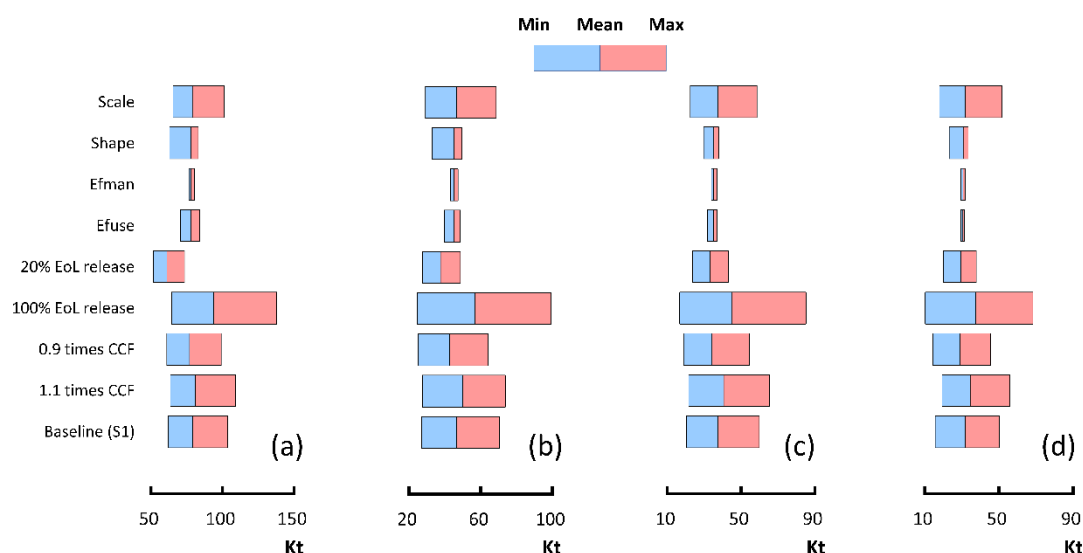 Min Mean Max
Scale
Shape
Efman
Efuse
20% EoL release
100% EoL release
0.9 times CCF
1.1 times CCF
Baseline (S1)
(a) (b) (c) (d)
50 100 150 20 60 100 10 50 90 10 50 90
Kt Kt Kt Kt